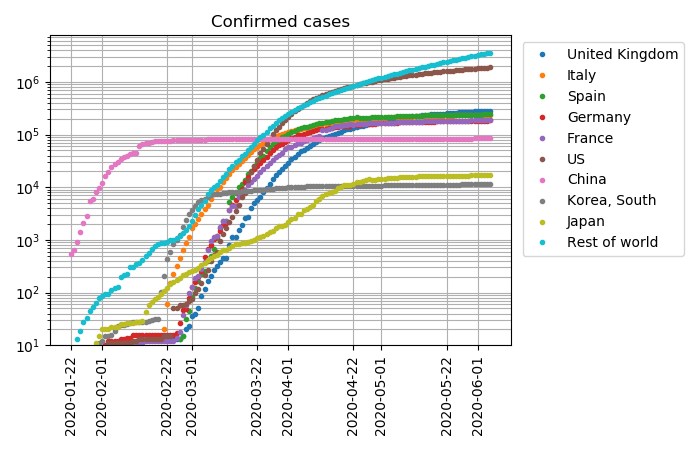 Confirmed cases
10^6
10^5
10^4
10^3
10^2
10^1
2020-01-22
2020-02-01
2020-02-22
2020-03-01
2020-03-22
2020-04-01
2020-04-22
2020-05-01
2020-05-22
2020-06-01
United Kingdom
Italy
Spain
Germany
France
US
China
Korea, South
Japan
Rest of world